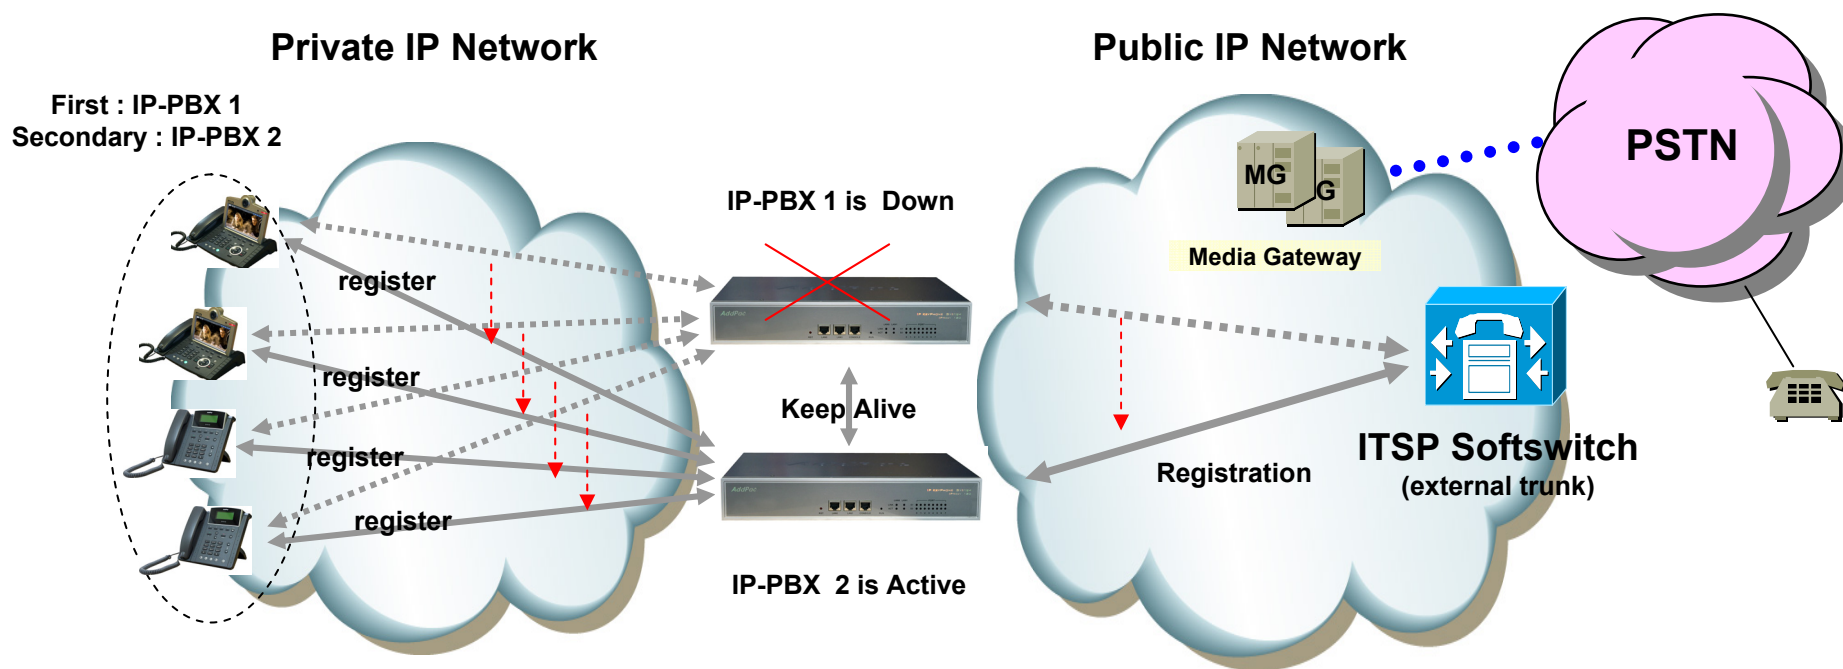 Private IP Network
Public IP Network
First : IP-PBX 1
Secondary : IP-PBX 2
PSTN
MG
G
IP-PBX 1 is Down
Media Gateway
register
AddPac
register
Keep Alive
ITSP Softswitch
(external trunk)
register
Registration
AddPac
register
IP-PBX 2 is Active